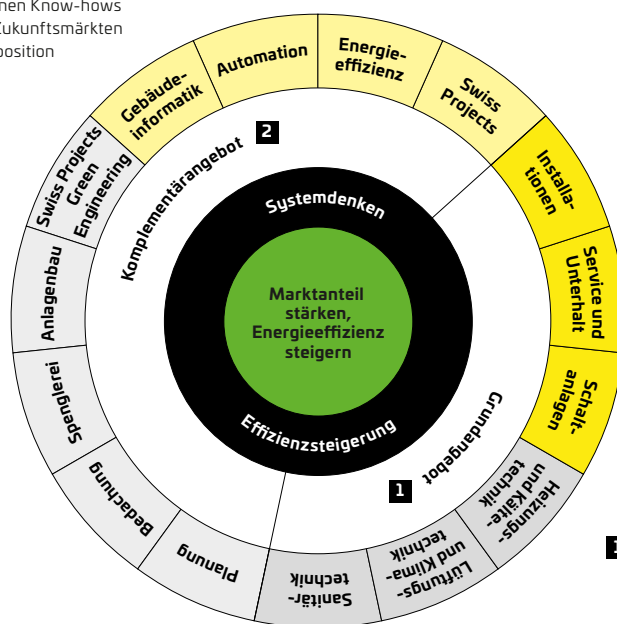 nen Know-hows
Zukunftsmärkten
position
Gebäude-
informatik
Automation
Energie-
effizienz
Swiss
Projects
Installa-
tionen
Service und
Unterhalt
Schalt-
anlagen
Heizungs-
und Kälte-
technik
Lüftungs-
und Klima-
technik
Sanitär-
technik
Planung
Bedachung
Spenglerei
Anlagenbau
Swiss Projects
Green
Engineering
Komplementärangebot
2
Systemdenken
Marktanteil
stärken,
Energieeffizienz
steigern
Effizienzsteigerung
Grundangebot
1